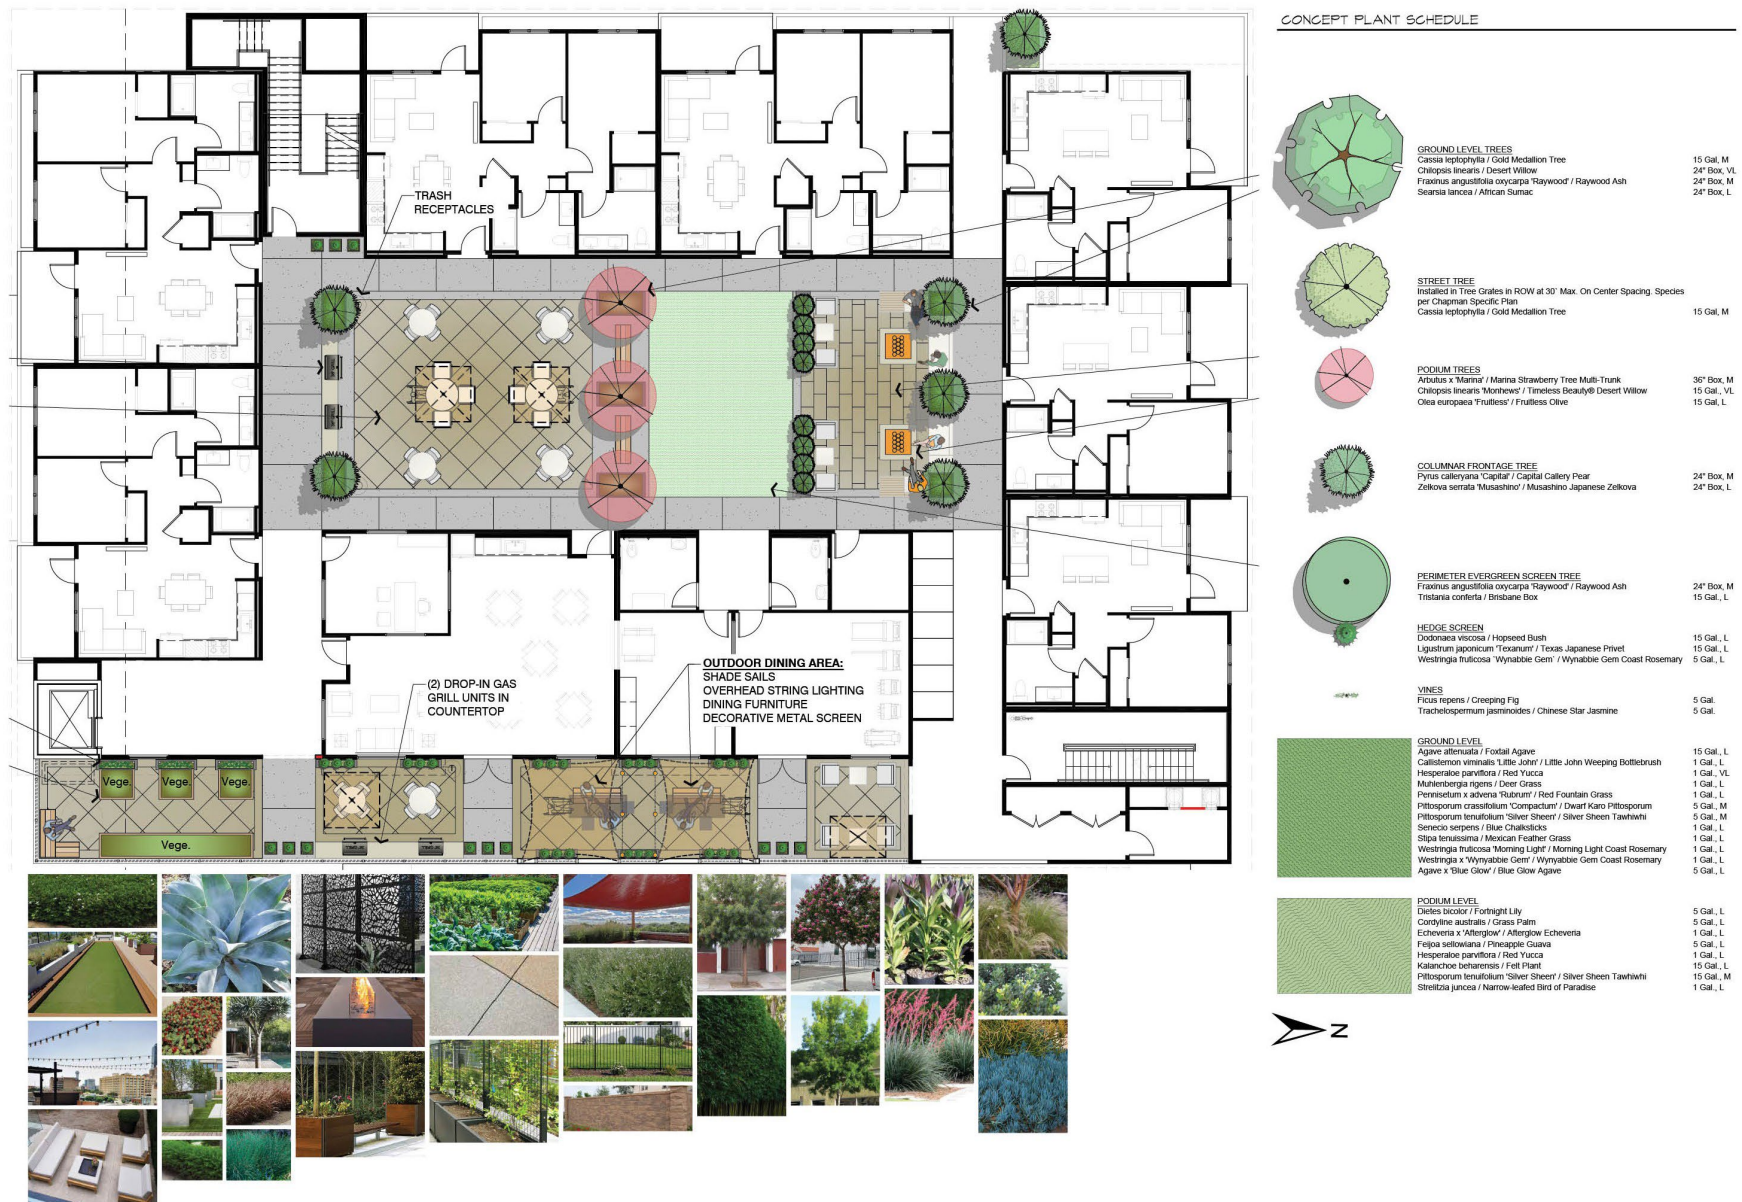 CONCEPT PLANT SCHEDULE
GROUND LEVEL TREES
Cassia leptophylla / Gold Medallion Tree 15 Gal, M
Chilopsis linearis / Desert Willow 24" Box, VL
Fraxinus angustifolia oxycarpa 'Raywood' / Raywood Ash 24" Box, M
Searsia lancea / African Sumac 24" Box, L
STREET TREE
Installed in Tree Grates in ROW at 30` Max. On Center Spacing. Species
per Chapman Specific Plan
Cassia leptophylla / Gold Medallion Tree 15 Gal, M
PODIUM TREES
Arbutus x 'Marina' / Marina Strawberry Tree Multi-Trunk 36" Box, M
Chilopsis linearis 'Monhews' / Timeless Beauty® Desert Willow 15 Gal., VL
Olea europaea 'Fruitless' / Fruitless Olive 15 Gal, L
COLUMNAR FRONTAGE TREE
Pyrus calleryana 'Capital' / Capital Callery Pear 24" Box, M
Zelkova serrata 'Musashino' / Musashino Japanese Zelkova 24" Box, L
PERIMETER EVERGREEN SCREEN TREE
Fraxinus angustifolia oxycarpa 'Raywood' / Raywood Ash 24" Box, M
Tristania conferta / Brisbane Box 15 Gal., L
HEDGE SCREEN
Dodonaea viscosa / Hopseed Bush 15 Gal., L
Ligustrum japonicum 'Texanum' / Texas Japanese Privet 15 Gal., L
Westringia fruticosa `Wynabbie Gem` / Wynabbie Gem Coast Rosemary 5 Gal., L
VINES
Ficus repens / Creeping Fig 5 Gal.
Trachelospermum jasminoides / Chinese Star Jasmine 5 Gal.
GROUND LEVEL
Agave attenuata / Foxtail Agave 15 Gal., L
Callistemon viminalis 'Little John' / Little John Weeping Bottlebrush 1 Gal., L
Hesperaloe parviflora / Red Yucca 1 Gal., VL
Muhlenbergia rigens / Deer Grass 1 Gal., L
Pennisetum x advena 'Rubrum' / Red Fountain Grass 1 Gal., L
Pittosporum crassifolium 'Compactum' / Dwarf Karo Pittosporum 5 Gal., M
Pittosporum tenuifolium 'Silver Sheen' / Silver Sheen Tawhiwhi 5 Gal., M
Senecio serpens / Blue Chalksticks 1 Gal., L
Stipa tenuissima / Mexican Feather Grass 1 Gal., L
Westringia fruticosa 'Morning Light' / Morning Light Coast Rosemary 1 Gal., L
Westringia x 'Wynyabbie Gem' / Wynyabbie Gem Coast Rosemary 1 Gal., L
Agave x 'Blue Glow' / Blue Glow Agave 5 Gal., L
PODIUM LEVEL
Dietes bicolor / Fortnight Lily 5 Gal., L
Cordyline australis / Grass Palm 5 Gal., L
Echeveria x 'Afterglow' / Afterglow Echeveria 1 Gal., L
Feijoa sellowiana / Pineapple Guava 5 Gal., L
Hesperaloe parviflora / Red Yucca 1 Gal., L
Kalanchoe beharensis / Felt Plant 15 Gal., L
Pittosporum tenuifolium 'Silver Sheen' / Silver Sheen Tawhiwhi 15 Gal., M
Strelitzia juncea / Narrow-leafed Bird of Paradise 1 Gal., L
N
TRASH
RECEPTACLES
(2) DROP-IN GAS
GRILL UNITS IN
COUNTERTOP
OUTDOOR DINING AREA:
SHADE SAILS
OVERHEAD STRING LIGHTING
DINING FURNITURE
DECORATIVE METAL SCREEN
Vege. Vege. Vege.
Vege.